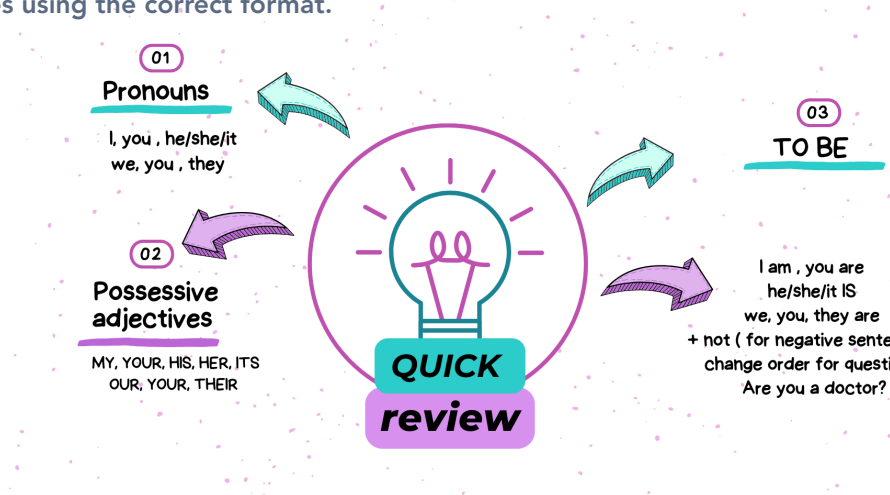 es using the correct format.
01
Pronouns
I, you , he/she/it
we, you , they
02
Possessive
adjectives
MY, YOUR, HIS, HER, ITS
OUR, YOUR, THEIR
QUICK
review
03
TO BE
I am , you are
he/she/it IS
we, you, they are
+ not ( for negative sente
change order for questi
Are you a doctor?